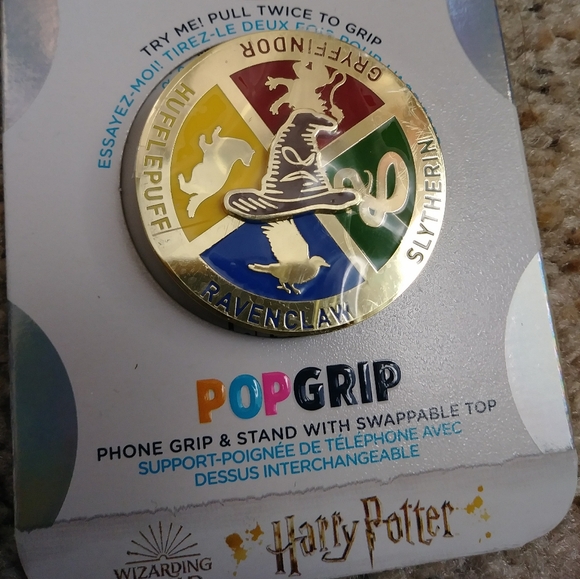 TRY ME! PULL TWICE TO GRIP
ESSAYEZ-MOI! TIREZ-LE DEUX FOIS POUR
GRYFFINDOR
HUFFLEPUFF
SLYTHERIN
RAVENCLAW
POPGRIP
PHONE GRIP & STAND WITH SWAPPABLE TOP
SUPPORT-POIGNÉE DE TÉLÉPHONE AVEC
DESSUS INTERCHANGEABLE
WIZARDING
Harry Potter